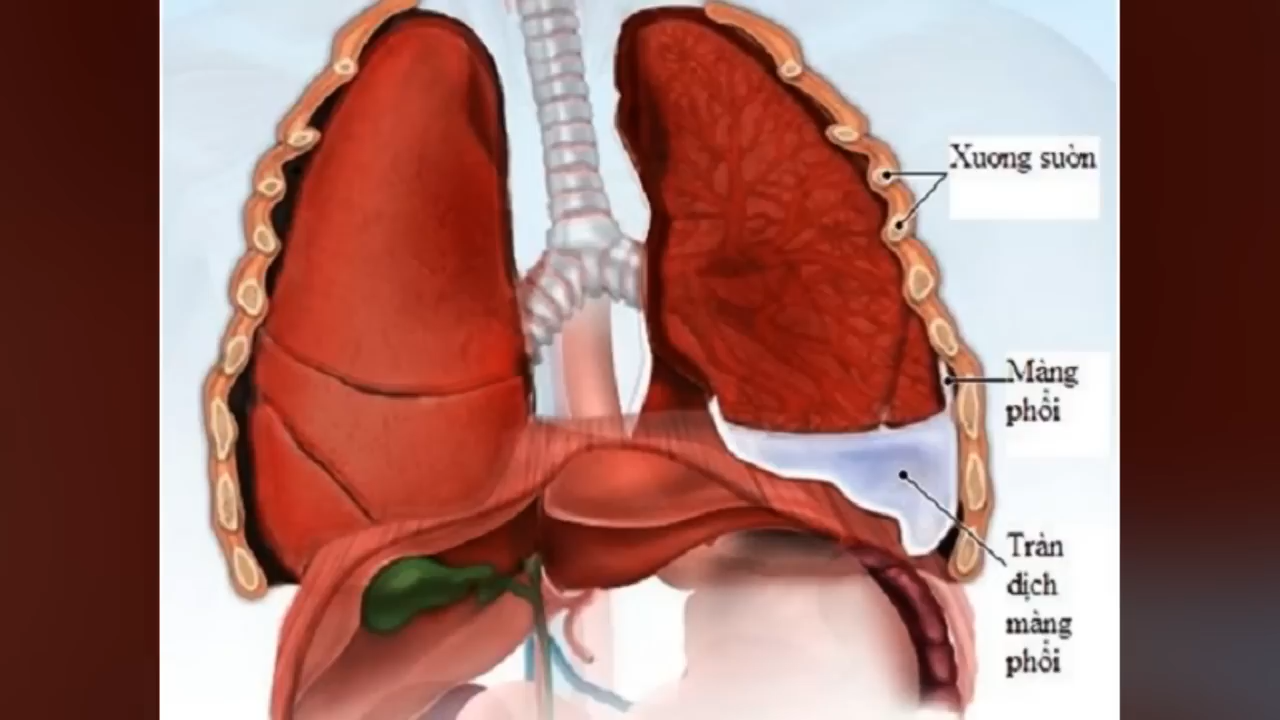 Xương sườn
Màng
phổi
Tràn
dịch
màng
phổi